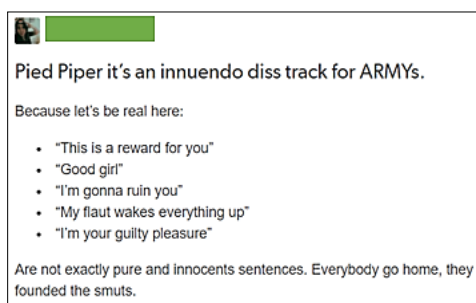 Pied Piper it's an innuendo diss track for ARMYs.
Because let's be real here:
• "This is a reward for you"
• "Good girl"
• "I'm gonna ruin you"
• "My flaut wakes everything up"
• "I'm your guilty pleasure"
Are not exactly pure and innocents sentences. Everybody go home, they
founded the smuts.